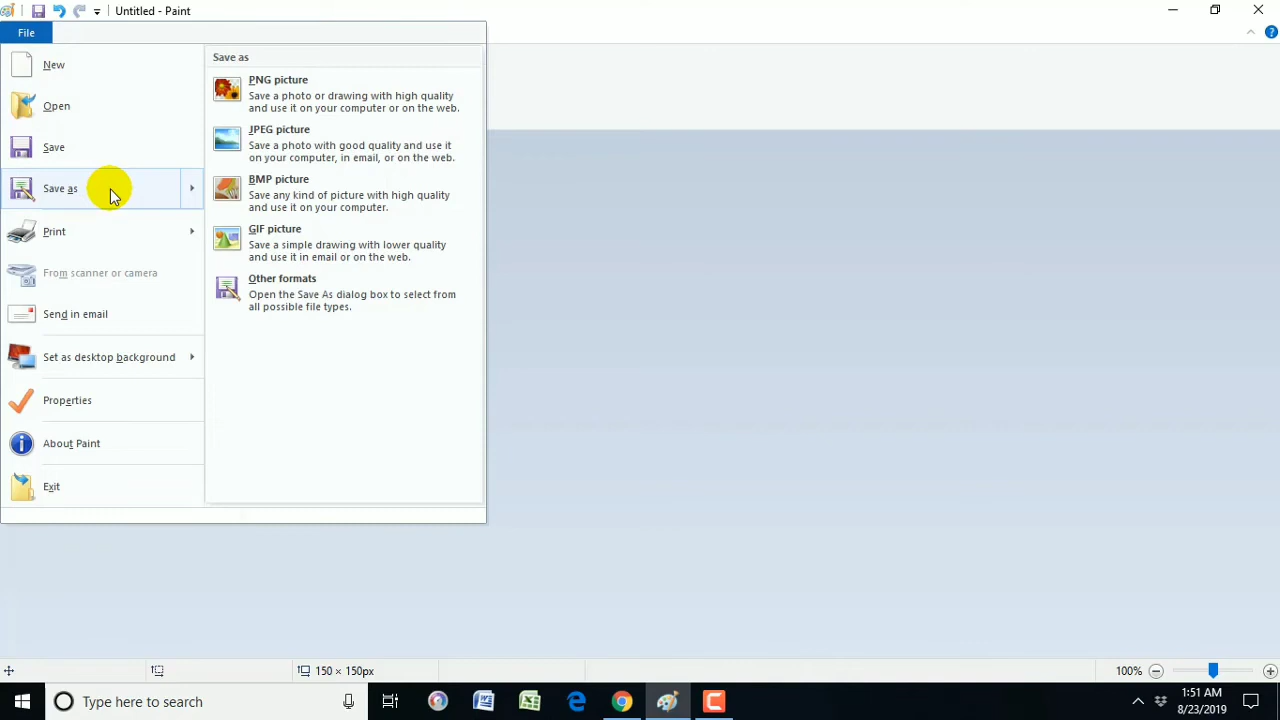 Untitled - Paint
File
New
Open
Save
Save as
Print
From scanner or camera
Send in email
Set as desktop background
Properties
About Paint
Exit
Save as
PNG picture
Save a photo or drawing with high quality
and use it on your computer or on the web.
JPEG picture
Save a photo with good quality and use it
on your computer, in email, or on the web.
BMP picture
Save any kind of picture with high quality
and use it on your computer.
GIF picture
Save a simple drawing with lower quality
and use it in email or on the web.
Other formats
Open the Save As dialog box to select from
all possible file types.
150 × 150px
100%
Type here to search
1:51 AM
8/23/2019